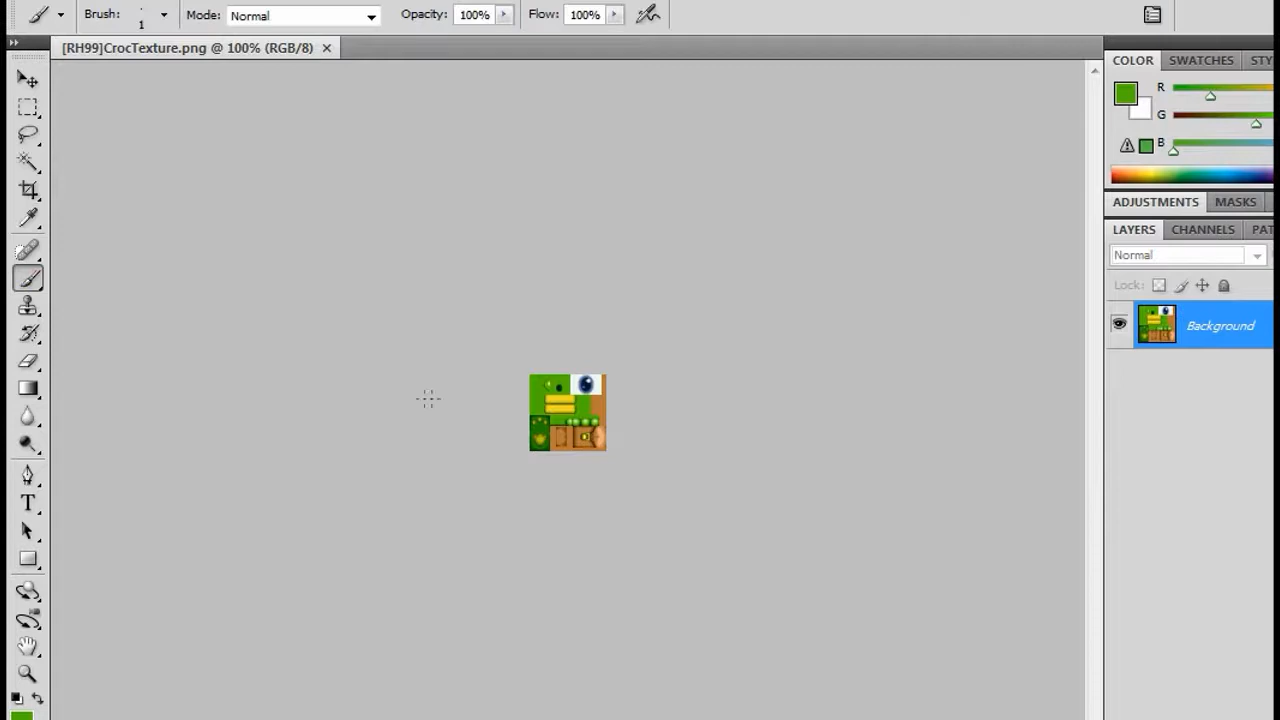 Brush: 1 Mode: Normal Opacity: 100% Flow: 100%
[RH99]CrocTexture.png @ 100% (RGB/8)
COLOR SWATCHES STY
R
G
B
ADJUSTMENTS MASKS
LAYERS CHANNELS PAT
Normal
Lock:
Background
T